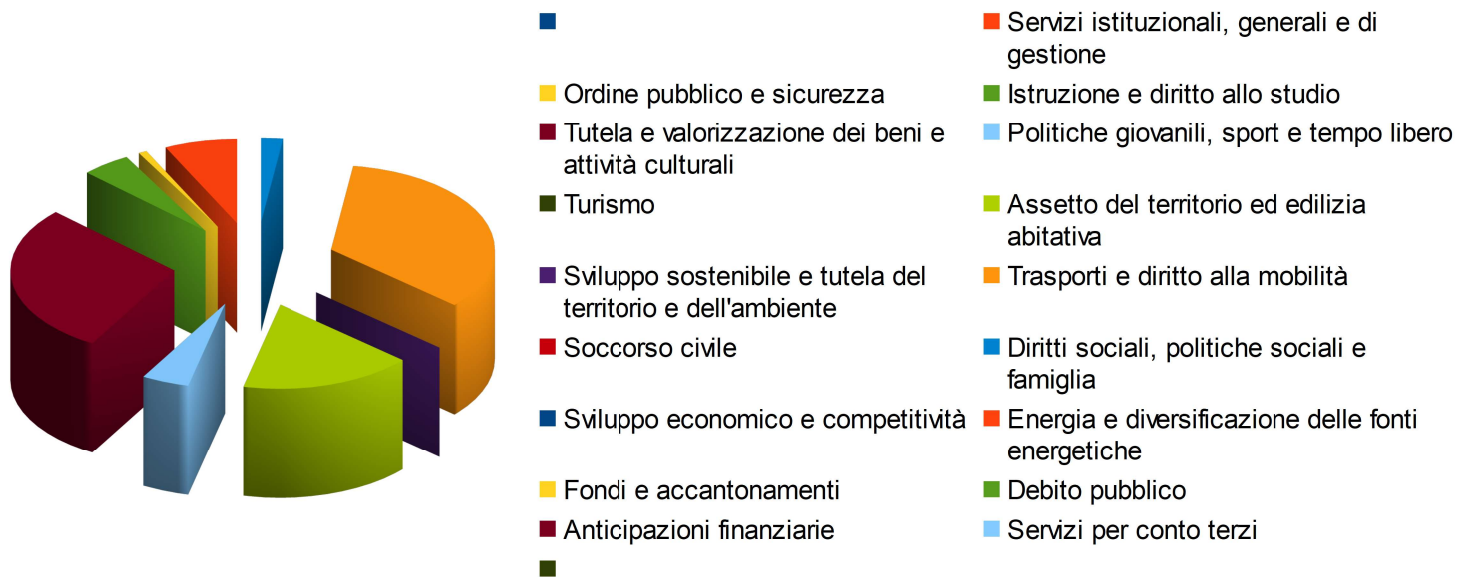 Servizi istituzionali, generali e di
gestione
Ordine pubblico e sicurezza
Istruzione e diritto allo studio
Tutela e valorizzazione dei beni e
attività culturali
Politiche giovanili, sport e tempo libero
Turismo
Assetto del territorio ed edilizia
abitativa
Sviluppo sostenibile e tutela del
territorio e dell'ambiente
Trasporti e diritto alla mobilità
Soccorso civile
Diritti sociali, politiche sociali e
famiglia
Sviluppo economico e competitività
Energia e diversificazione delle fonti
energetiche
Fondi e accantonamenti
Debito pubblico
Anticipazioni finanziarie
Servizi per conto terzi